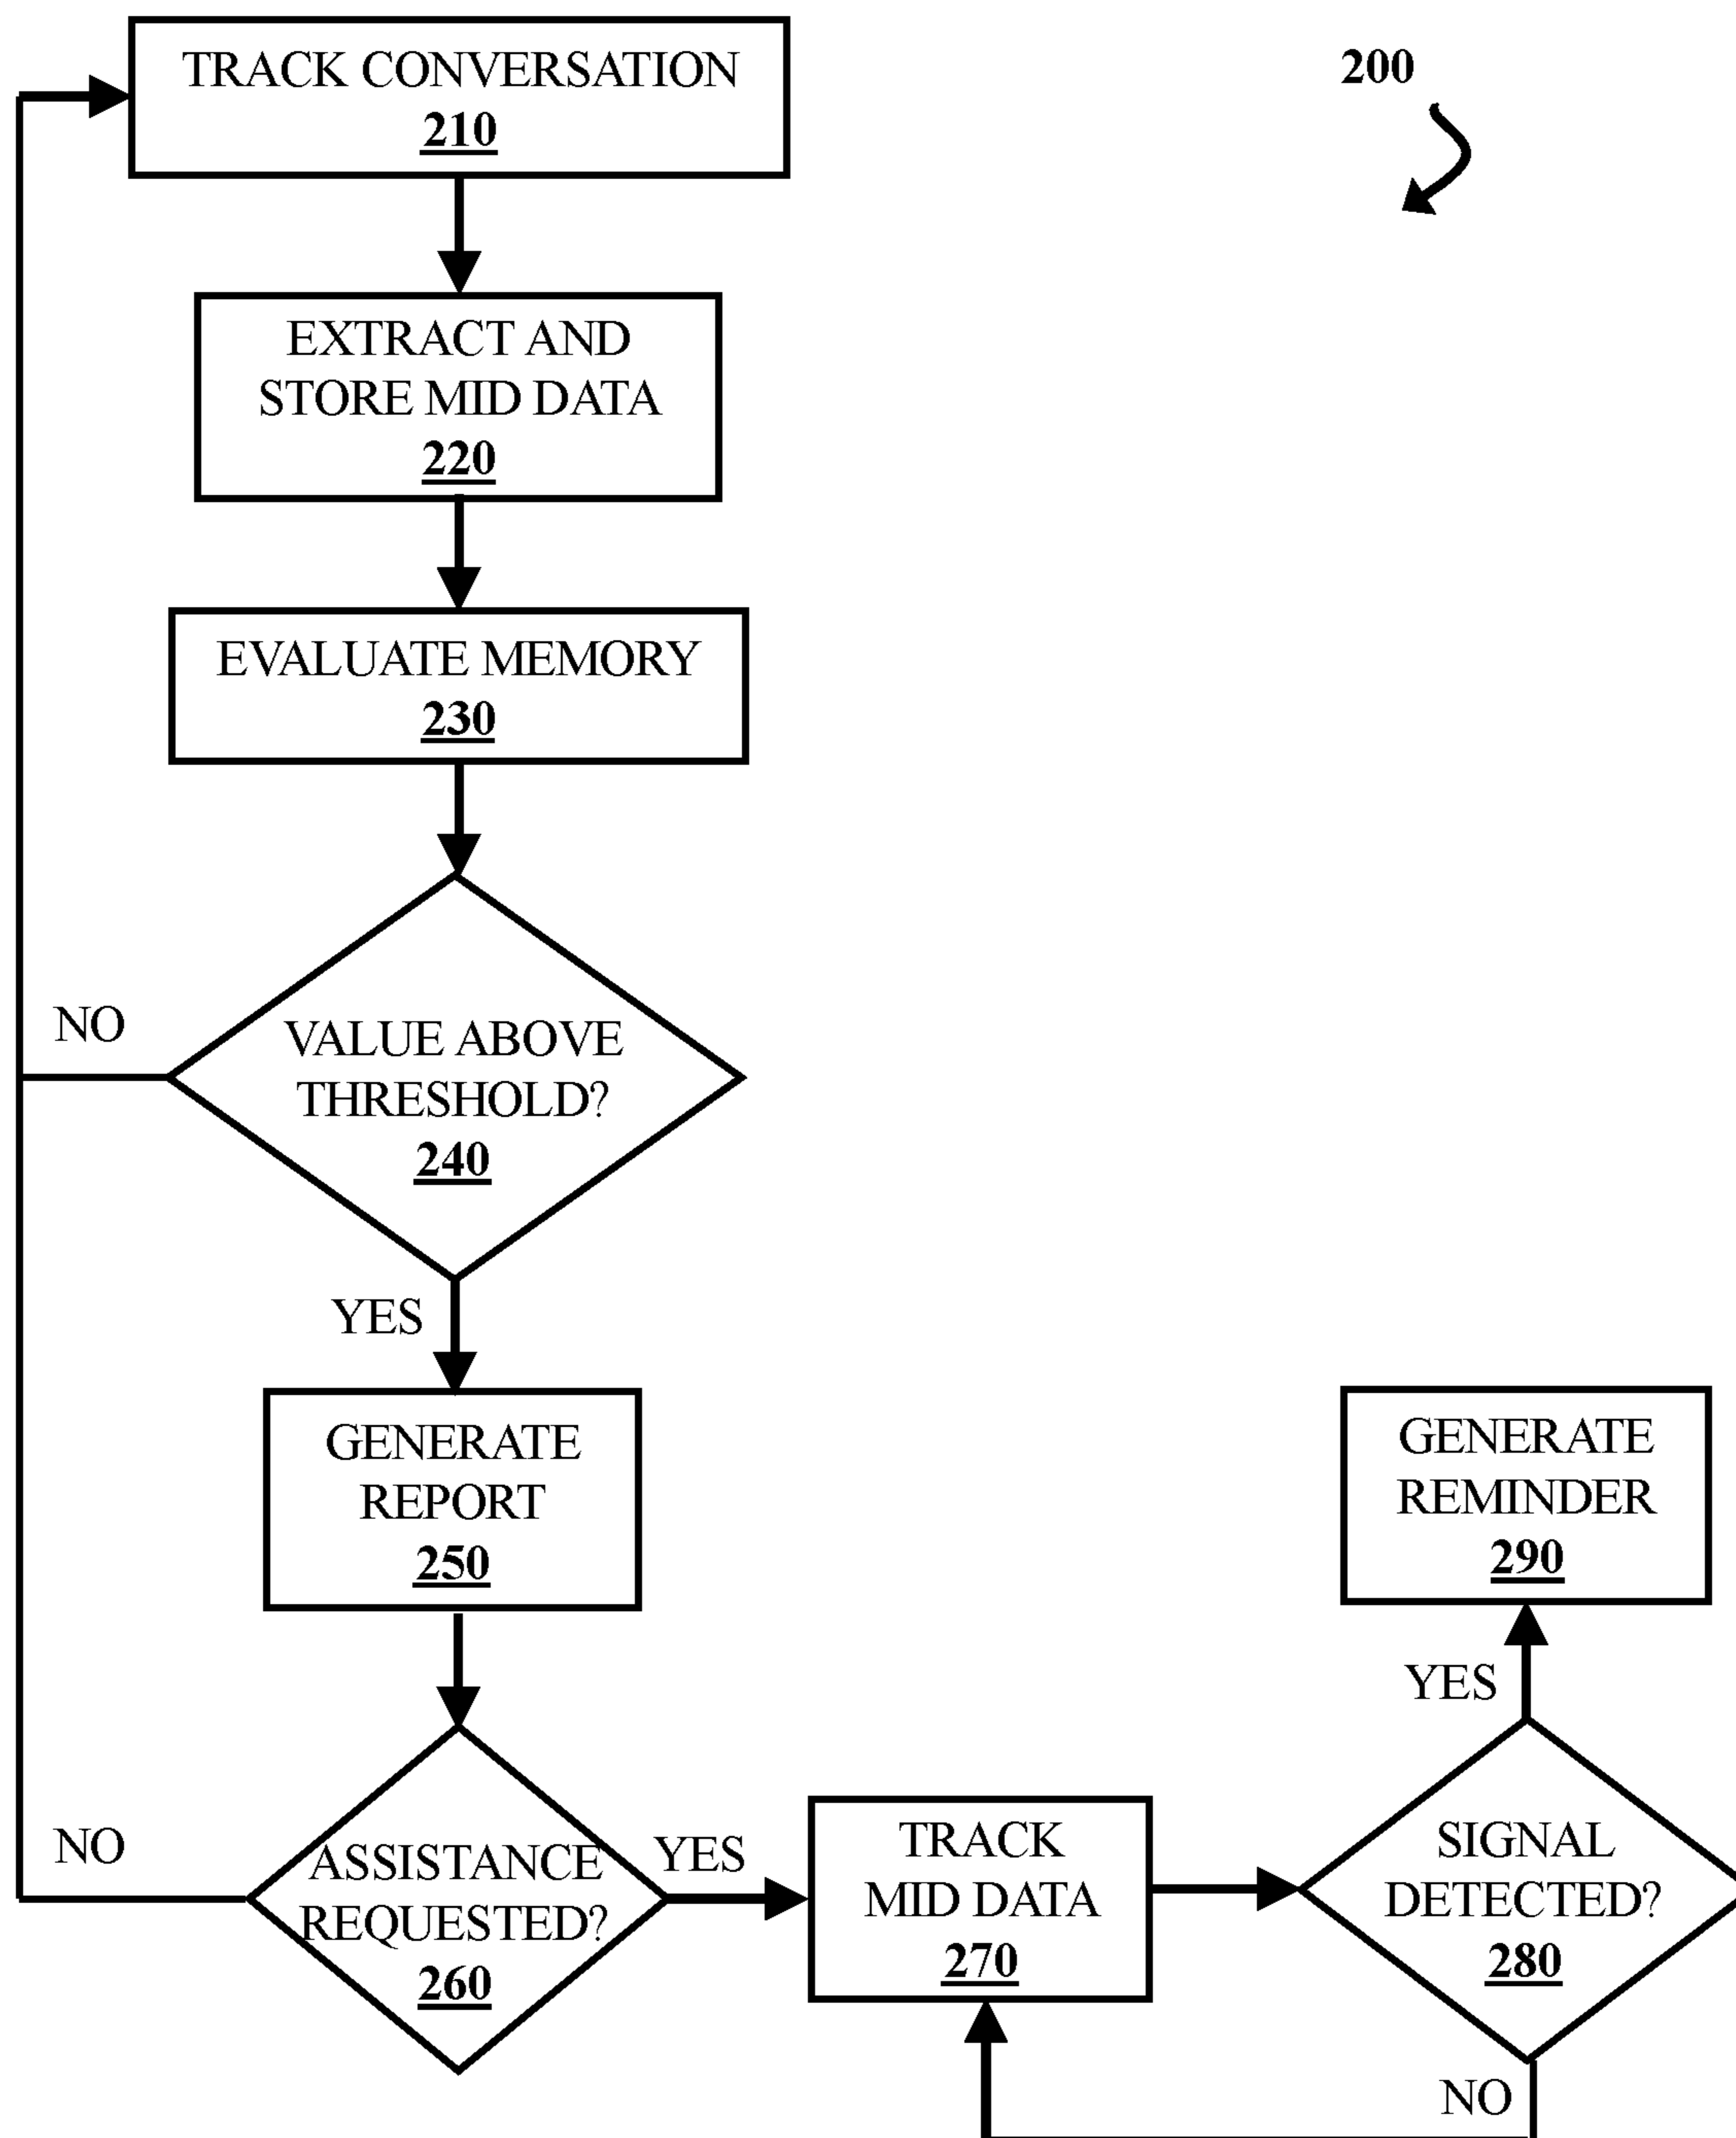 TRACK CONVERSATION
210
200
EXTRACT AND
STORE MID DATA
220
EVALUATE MEMORY
230
NO
VALUE ABOVE
THRESHOLD?
240
YES
GENERATE
REPORT
250
GENERATE
REMINDER
290
YES
NO
ASSISTANCE
REQUESTED?
260
YES
TRACK
MID DATA
270
SIGNAL
DETECTED?
280
NO